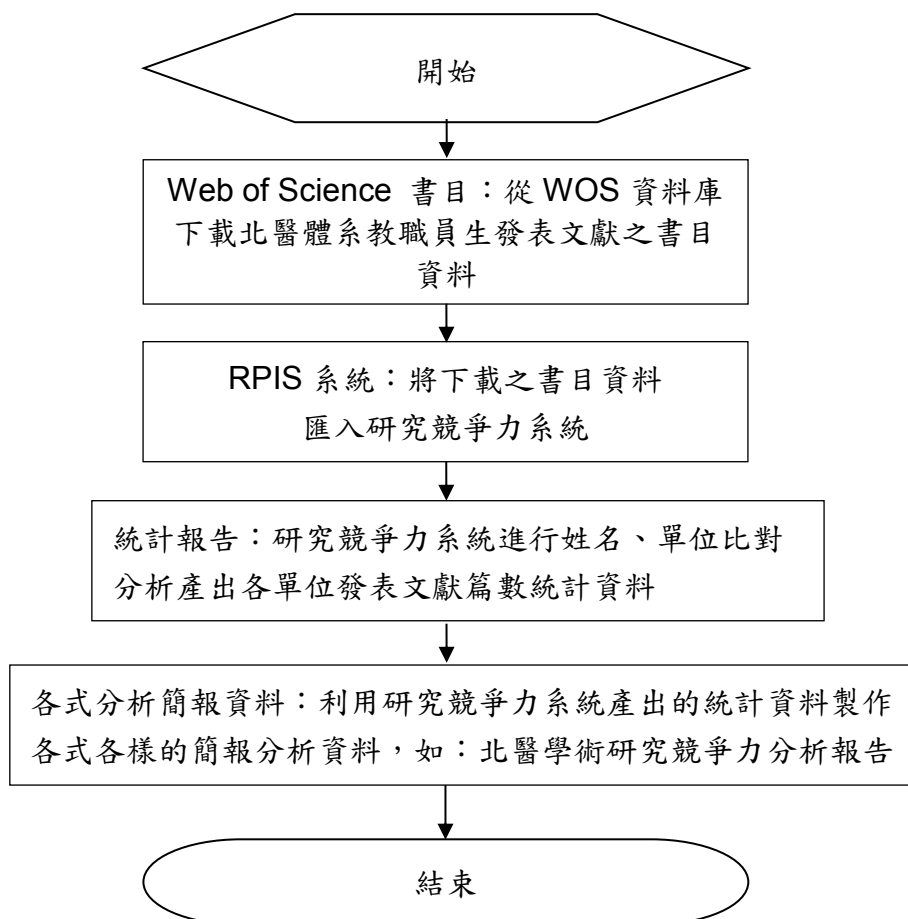 開始
Web of Science 書目：從 WOS 資料庫
下載北醫體系教職員生發表文獻之書目
資料
RPIS 系統：將下載之書目資料
匯入研究競爭力系統
統計報告：研究競爭力系統進行姓名、單位比對
分析產出各單位發表文獻篇數統計資料
各式分析簡報資料：利用研究競爭力系統產出的統計資料製作
各式各樣的簡報分析資料，如：北醫學術研究競爭力分析報告
結束